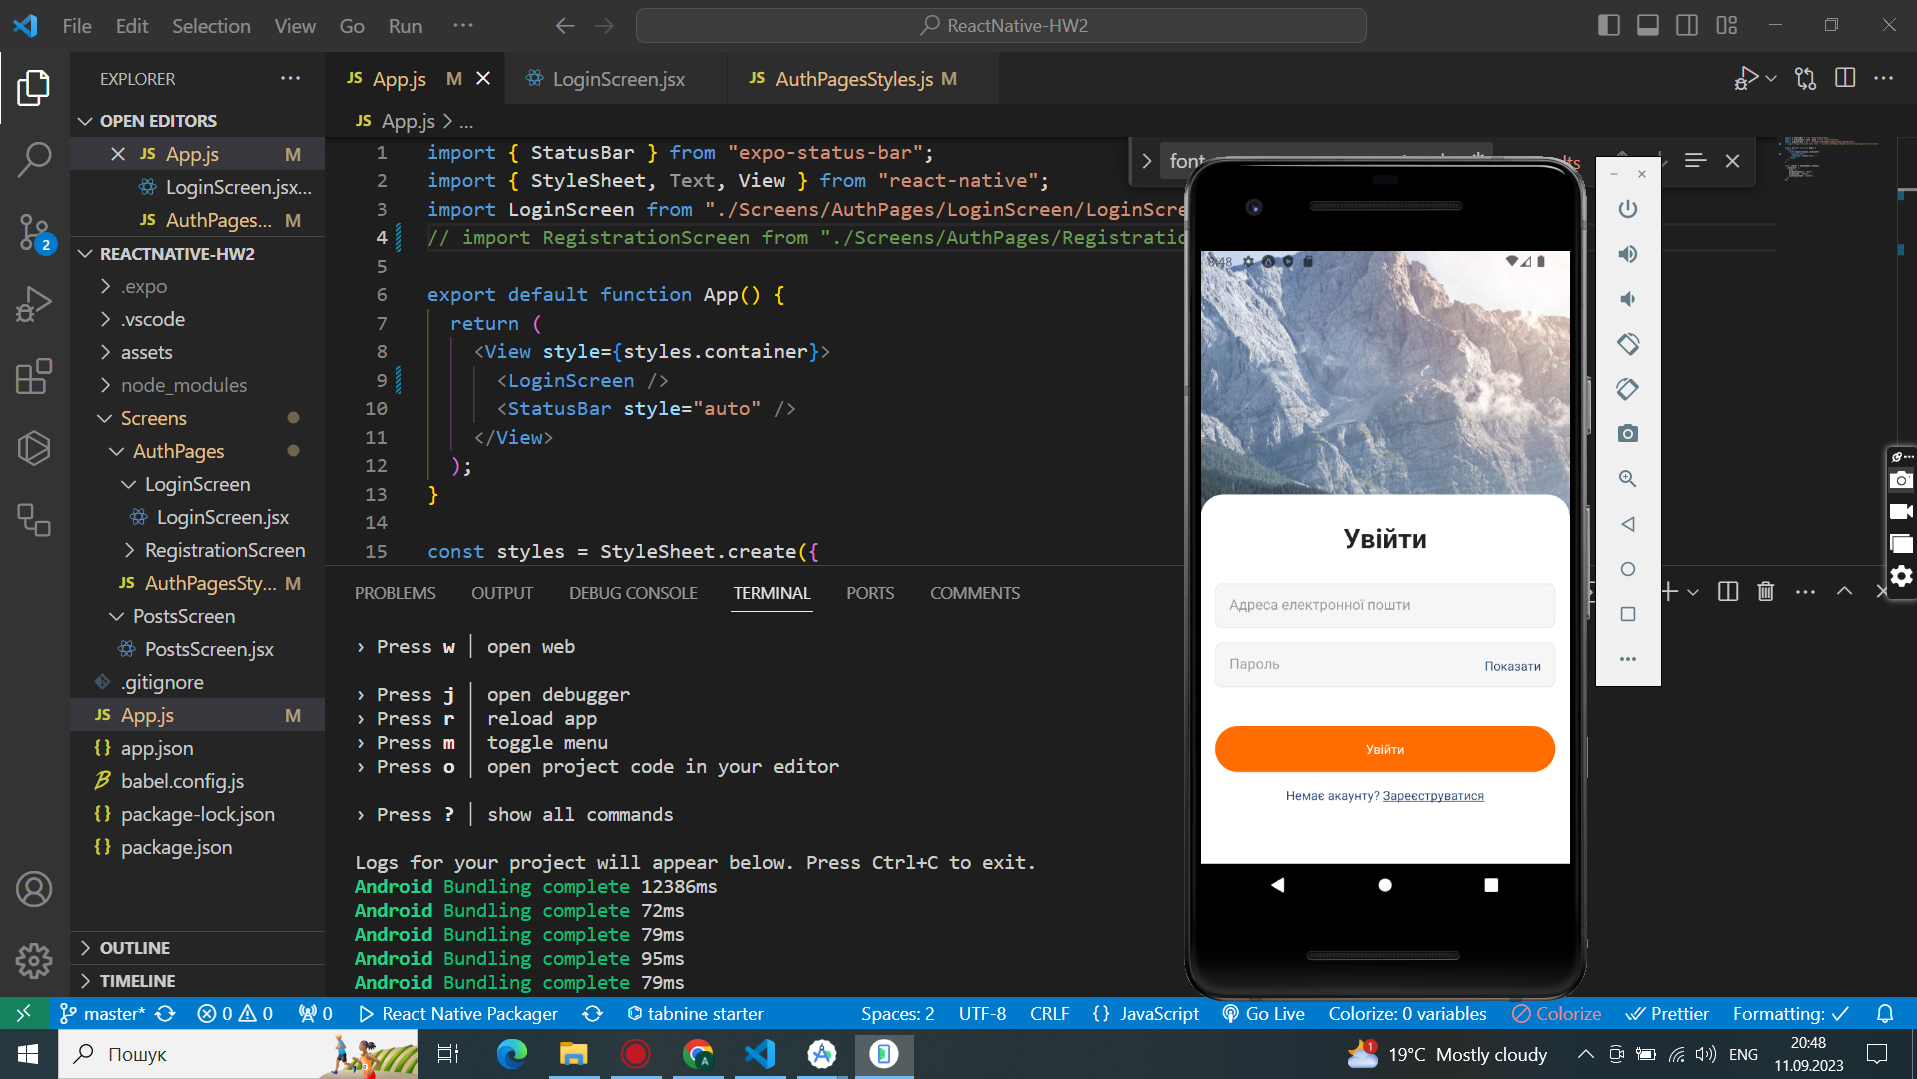 File Edit Selection View Go Run ···
ReactNative-HW2
EXPLORER
OPEN EDITORS
App.js M
LoginScreen.jsx...
AuthPages... M
REACTNATIVE-HW2
.expo
.vscode
assets
node_modules
Screens
AuthPages
LoginScreen
LoginScreen.jsx
RegistrationScreen
AuthPagesSty... M
PostsScreen
PostsScreen.jsx
.gitignore
App.js M
app.json
babel.config.js
package-lock.json
package.json
OUTLINE
TIMELINE
JS App.js M
LoginScreen.jsx
JS AuthPagesStyles.js M
JS App.js > ...
1 import { StatusBar } from "expo-status-bar";
2 import { StyleSheet, Text, View } from "react-native";
3 import LoginScreen from "./Screens/AuthPages/LoginScreen/LoginScre
4 // import RegistrationScreen from "./Screens/AuthPages/Registratio
5
6 export default function App() {
7 return (
8 <View style={styles.container}>
9 <LoginScreen />
10 <StatusBar style="auto" />
11 </View>
12 );
13 }
14
15 const styles = StyleSheet.create({
font
PROBLEMS OUTPUT DEBUG CONSOLE TERMINAL PORTS COMMENTS
› Press w │ open web
› Press j │ open debugger
› Press r │ reload app
› Press m │ toggle menu
› Press o │ open project code in your editor
› Press ? │ show all commands
Logs for your project will appear below. Press Ctrl+C to exit.
Android Bundling complete 12386ms
Android Bundling complete 72ms
Android Bundling complete 79ms
Android Bundling complete 95ms
Android Bundling complete 79ms
6:48
Увійти
Адреса електронної пошти
Пароль Показати
Увійти
Немає акаунту? Зареєструватися
2
master* 0 0 0 React Native Packager tabnine starter Spaces: 2 UTF-8 CRLF {} JavaScript Go Live Colorize: 0 variables Colorize Prettier Formatting:
Пошук
1 19°C Mostly cloudy ENG
20:48
11.09.2023